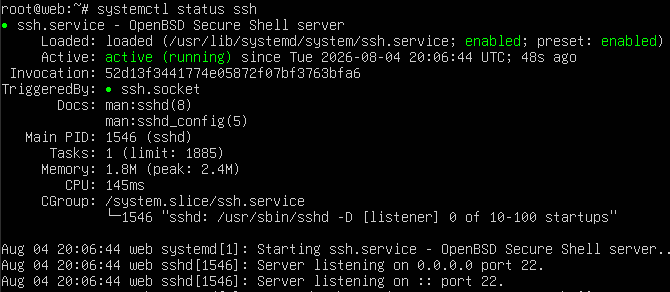 root@web:~# systemctl status ssh
● ssh.service - OpenBSD Secure Shell server
Loaded: loaded (/usr/lib/systemd/system/ssh.service; enabled; preset: enabled)
Active: active (running) since Tue 2026-08-04 20:06:44 UTC; 48s ago
Invocation: 52d13f3441774e05872f07bf3763bfa6
TriggeredBy: ● ssh.socket
Docs: man:sshd(8)
man:sshd_config(5)
Main PID: 1546 (sshd)
Tasks: 1 (limit: 1885)
Memory: 1.8M (peak: 2.4M)
CPU: 145ms
CGroup: /system.slice/ssh.service
└─1546 "sshd: /usr/sbin/sshd -D [listener] 0 of 10-100 startups"
Aug 04 20:06:44 web systemd[1]: Starting ssh.service - OpenBSD Secure Shell server..
Aug 04 20:06:44 web sshd[1546]: Server listening on 0.0.0.0 port 22.
Aug 04 20:06:44 web sshd[1546]: Server listening on :: port 22.